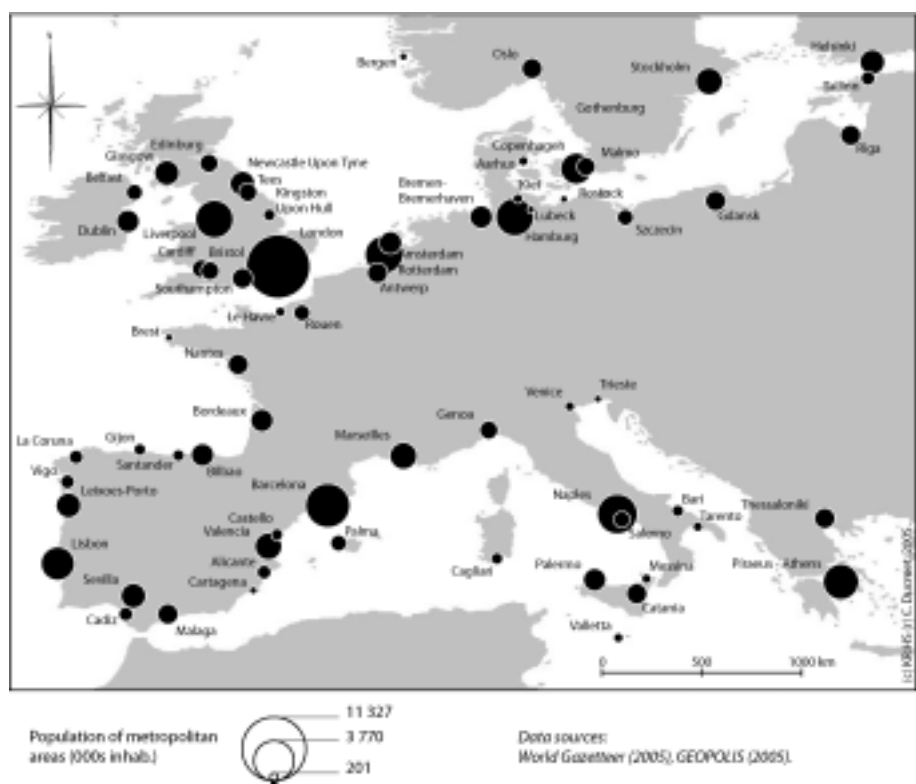 Bergen
Oslo
Stockholm
Helsinki
Tallinn
Gothenburg
Riga
Edinburg
Glasgow
Belfast
Newcastle Upon Tyne
Tees
Kingston
Upon Hull
Copenhagen
Aarhus
Malmo
Bremen-
Bremerhaven
Kiel
Rostock
Lubeck
Hamburg
Szczecin
Gdansk
Dublin
Liverpool
London
Cardiff
Bristol
Southampton
Amsterdam
Rotterdam
Antwerp
Le Havre
Rouen
Brest
Nantes
Bordeaux
Venice
Trieste
Genoa
Marseilles
La Coruna
Gijon
Santander
Bilbao
Vigo
Leixoes-Porto
Barcelona
Naples
Bari
Tarento
Salerno
Thessaloniki
Castello
Valencia
Palma
Lisbon
Alicante
Cartagena
Cagliari
Palermo
Messina
Piraeus - Athens
Sevilla
Catania
Cadiz
Malaga
Valletta
0 500 1000 km
Population of metropolitan
areas (000s inhab.)
11 327
3 770
201
Data sources:
World Gazetteer (2005), GEOPOLIS (2005).